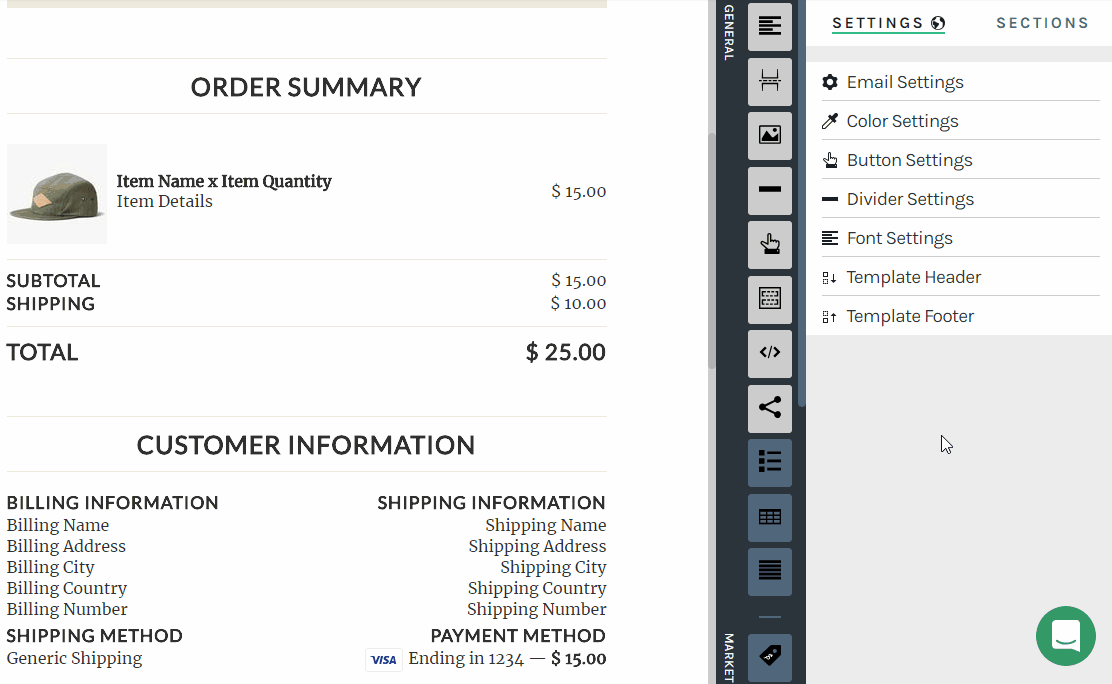 ORDER SUMMARY
Item Name x Item Quantity
Item Details
$ 15.00
SUBTOTAL $ 15.00
SHIPPING $ 10.00
TOTAL $ 25.00
CUSTOMER INFORMATION
BILLING INFORMATION
Billing Name
Billing Address
Billing City
Billing Country
Billing Number
SHIPPING METHOD
Generic Shipping
SHIPPING INFORMATION
Shipping Name
Shipping Address
Shipping City
Shipping Country
Shipping Number
PAYMENT METHOD
VISA Ending in 1234 — $ 15.00
GENERAL
</>
MARKET
SETTINGS SECTIONS
Email Settings
Color Settings
Button Settings
Divider Settings
Font Settings
Template Header
Template Footer